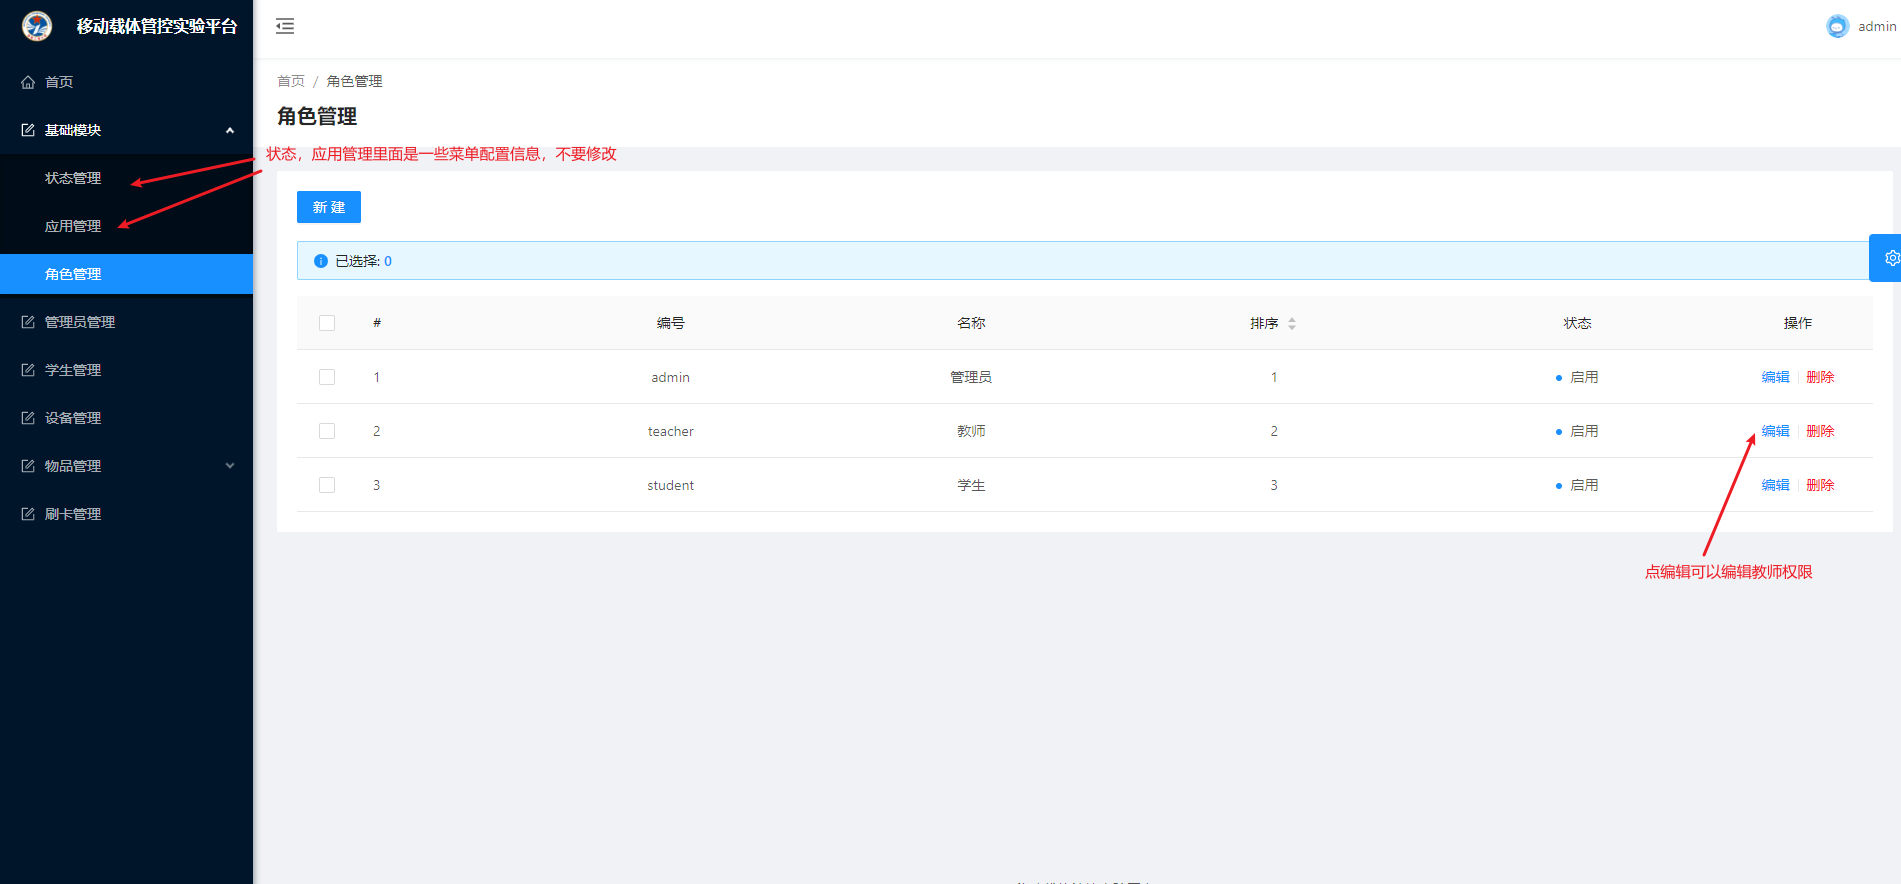 移动载体管控实验平台
admin
首页
基础模块
状态管理
应用管理
角色管理
管理员管理
学生管理
设备管理
物品管理
刷卡管理
首页 / 角色管理
角色管理
状态，应用管理里面是一些菜单配置信息，不要修改
新 建
已选择: 0
# 编号 名称 排序 状态 操作
1 admin 管理员 1 启用 编辑 删除
2 teacher 教师 2 启用 编辑 删除
3 student 学生 3 启用 编辑 删除
点编辑可以编辑教师权限